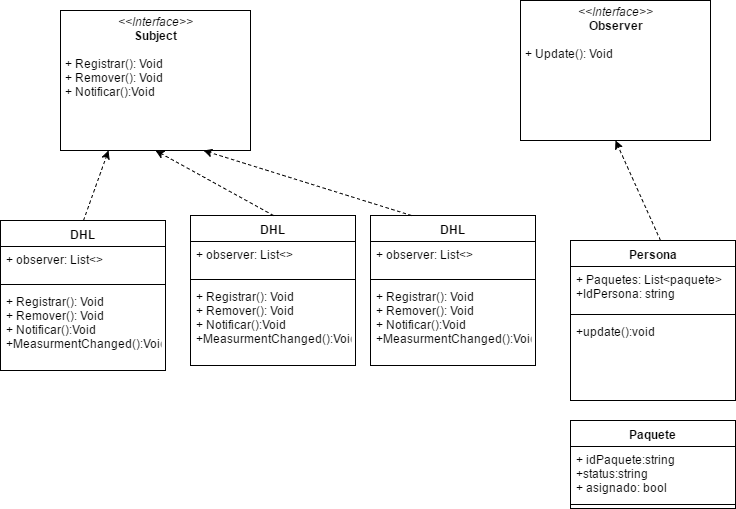 <<Interface>>
Subject
+ Registrar(): Void
+ Remover(): Void
+ Notificar():Void
<<Interface>>
Observer
+ Update(): Void
DHL
+ observer: List<>
+ Registrar(): Void
+ Remover(): Void
+ Notificar():Void
+MeasurmentChanged():Void
DHL
+ observer: List<>
+ Registrar(): Void
+ Remover(): Void
+ Notificar():Void
+MeasurmentChanged():Void
DHL
+ observer: List<>
+ Registrar(): Void
+ Remover(): Void
+ Notificar():Void
+MeasurmentChanged():Void
Persona
+ Paquetes: List<paquete>
+IdPersona: string
+update():void
Paquete
+ idPaquete:string
+status:string
+ asignado: bool